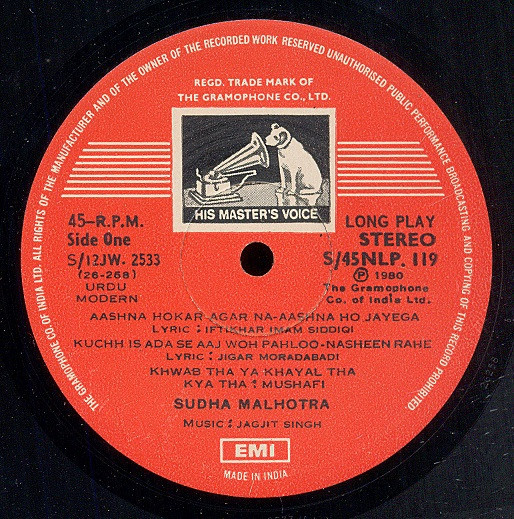 THE GRAMOPHONE CO. OF INDIA LTD. ALL RIGHTS OF THE MANUFACTURER AND OF THE OWNER OF THE RECORDED WORK RESERVED UNAUTHORISED PUBLIC PERFORMANCE BROADCASTING AND COPYING OF THIS RECORD PROHIBITED
REGD. TRADE MARK OF
THE GRAMOPHONE CO., LTD.
HIS MASTER'S VOICE
45–R.P.M.
Side One
S/12JW. 2533
(26-268)
URDU
MODERN
LONG PLAY
STEREO
S/45NLP. 119
Ⓟ 1980
The Gramophone
Co. of India Ltd.
AASHNA HOKAR AGAR NA-AASHNA HO JAYEGA
LYRIC : IFTIKHAR IMAM SIDDIQI
KUCHH IS ADA SE AAJ WOH PAHLOO-NASHEEN RAHE
LYRIC : JIGAR MORADABADI
KHWAB THA YA KHAYAL THA
KYA THA : MUSHAFI
SUDHA MALHOTRA
MUSIC : JAGJIT SINGH
EMI
MADE IN INDIA